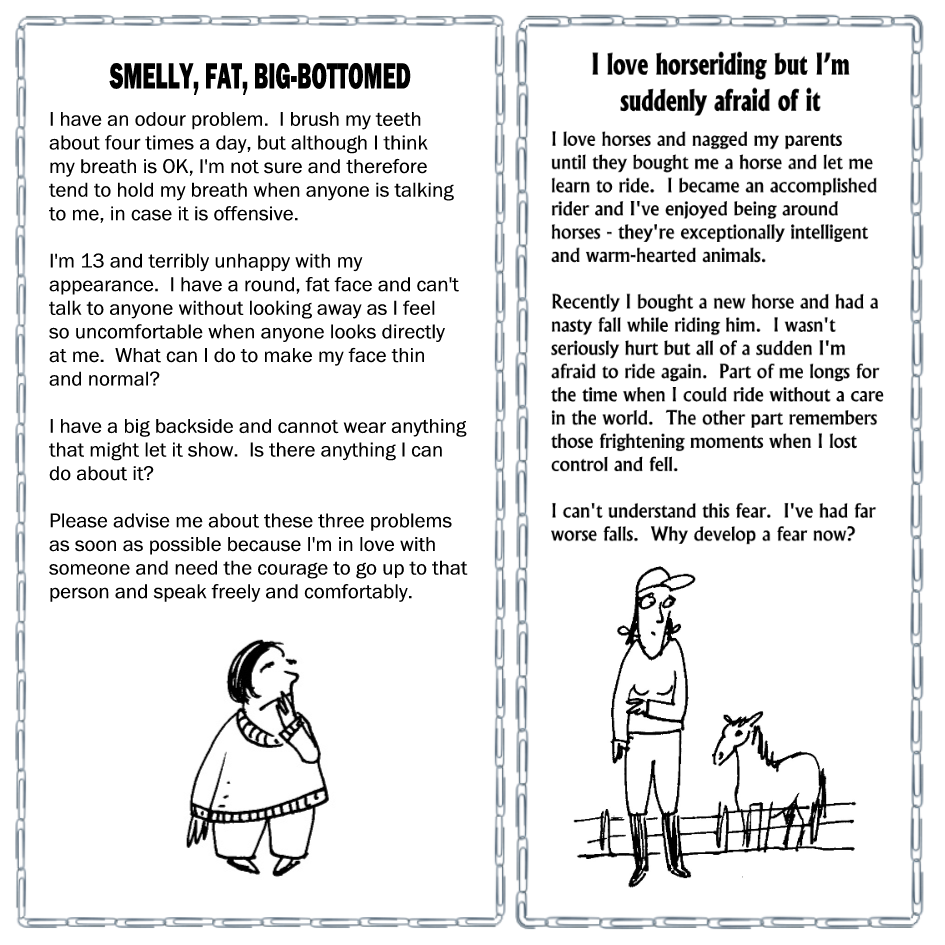 SMELLY, FAT, BIG-BOTTOMED
I have an odour problem.  I brush my teeth
about four times a day, but although I think
my breath is OK, I'm not sure and therefore
tend to hold my breath when anyone is talking
to me, in case it is offensive.
I'm 13 and terribly unhappy with my
appearance.  I have a round, fat face and can't
talk to anyone without looking away as I feel
so uncomfortable when anyone looks directly
at me.  What can I do to make my face thin
and normal?
I have a big backside and cannot wear anything
that might let it show.  Is there anything I can
do about it?
Please advise me about these three problems
as soon as possible because I'm in love with
someone and need the courage to go up to that
person and speak freely and comfortably.
I love horseriding but I'm
suddenly afraid of it
I love horses and nagged my parents
until they bought me a horse and let me
learn to ride.  I became an accomplished
rider and I've enjoyed being around
horses - they're exceptionally intelligent
and warm-hearted animals.
Recently I bought a new horse and had a
nasty fall while riding him.  I wasn't
seriously hurt but all of a sudden I'm
afraid to ride again.  Part of me longs for
the time when I could ride without a care
in the world.  The other part remembers
those frightening moments when I lost
control and fell.
I can't understand this fear.  I've had far
worse falls.  Why develop a fear now?